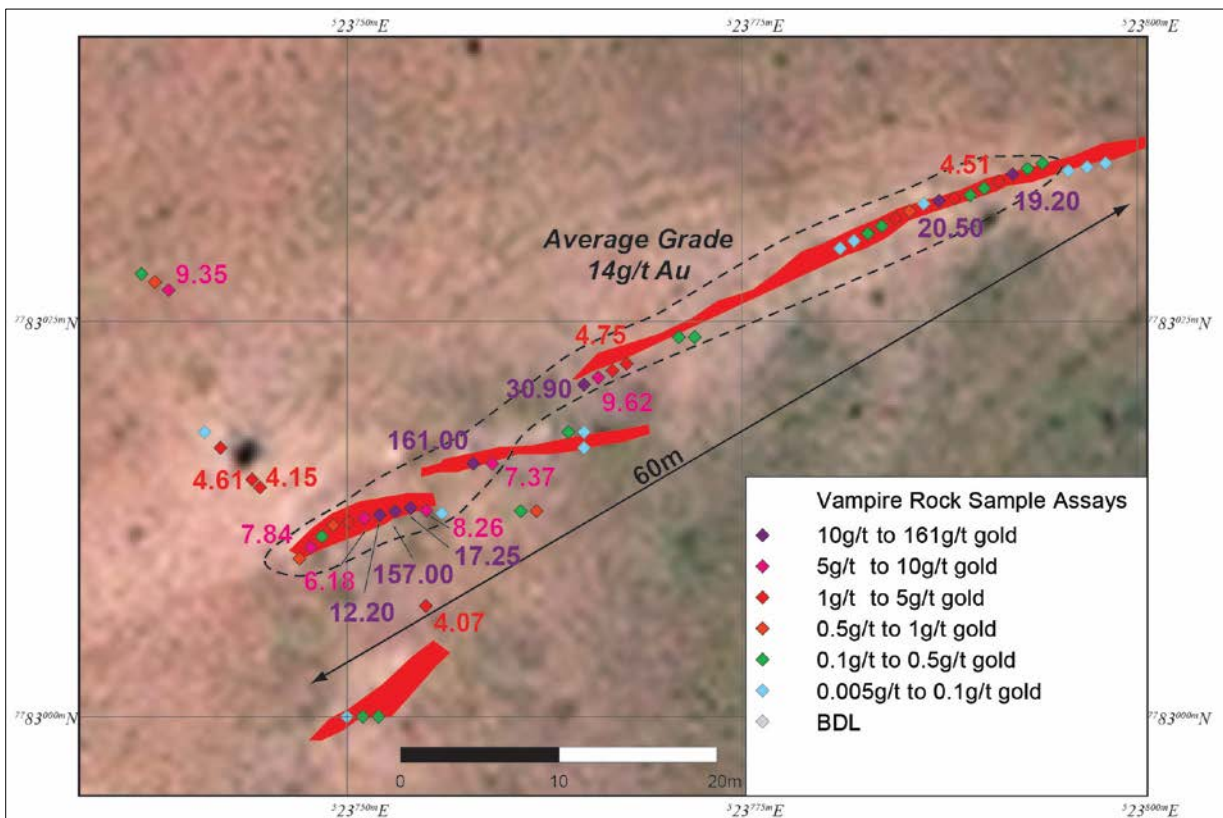 ⁵23⁷⁵⁰ᵐE
⁵23⁷⁷⁵ᵐE
⁵23⁸⁰⁰ᵐE
4.51
19.20
20.50
Average Grade
14g/t Au
9.35
⁷⁷83⁰²⁵ᵐN
⁷⁷83⁰²⁵ᵐN
4.75
30.90
9.62
161.00
60m
7.37
4.61
4.15
7.84
8.26
17.25
6.18
157.00
12.20
4.07
Vampire Rock Sample Assays
10g/t to 161g/t gold
5g/t to 10g/t gold
1g/t to 5g/t gold
0.5g/t to 1g/t gold
0.1g/t to 0.5g/t gold
0.005g/t to 0.1g/t gold
BDL
⁷⁷83⁰⁰⁰ᵐN
⁷⁷83⁰⁰⁰ᵐN
0
10
20m
⁵23⁷⁵⁰ᵐE
⁵23⁷⁷⁵ᵐE
⁵23⁸⁰⁰ᵐE